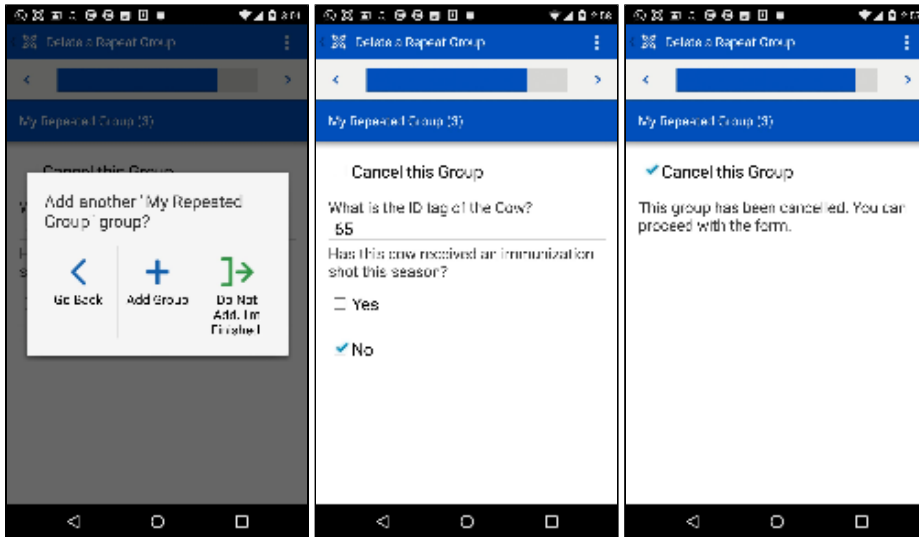 Delete a Repeat Group
My Repeated Group (3)
Cancel this Group
Add another "My Repeated
Group" group?
Go Back
Add Group
Do Not
Add. I'm
Finished
Delete a Repeat Group
My Repeated Group (3)
Cancel this Group
What is the ID tag of the Cow?
55
Has this cow received an immunization
shot this season?
Yes
No
Delete a Repeat Group
My Repeated Group (3)
Cancel this Group
This group has been cancelled. You can
proceed with the form.